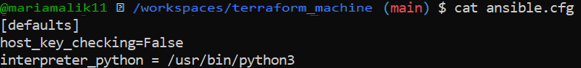 @mariamalik11 /workspaces/terraform_machine (main) $ cat ansible.cfg
[defaults]
host_key_checking=False
interpreter_python = /usr/bin/python3